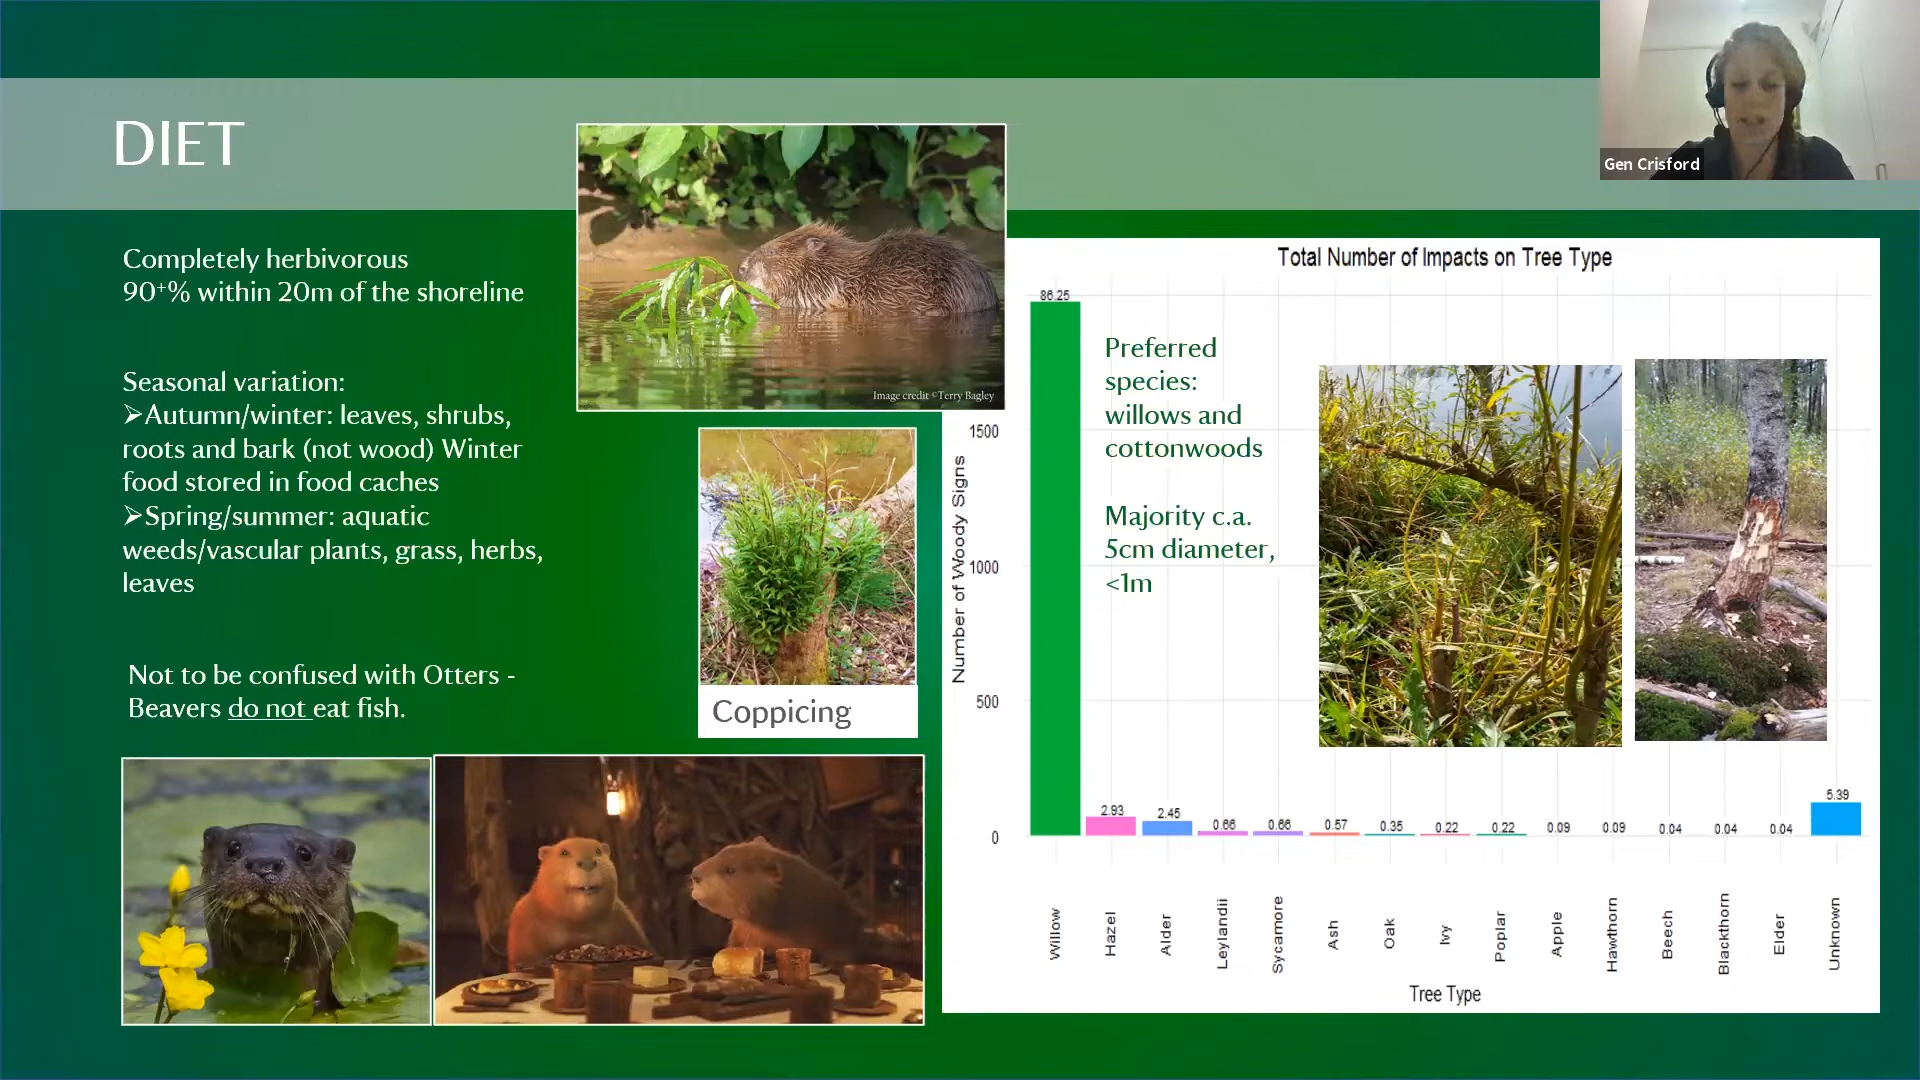 DIET
Gen Crisford
Completely herbivorous
90⁺% within 20m of the shoreline
Seasonal variation:
➢Autumn/winter: leaves, shrubs,
roots and bark (not wood) Winter
food stored in food caches
➢Spring/summer: aquatic
weeds/vascular plants, grass, herbs,
leaves
Not to be confused with Otters -
Beavers do not eat fish.
Image credit ©Terry Bagley
Coppicing
Total Number of Impacts on Tree Type
Preferred
species:
willows and
cottonwoods
Majority c.a.
5cm diameter,
<1m
Number of Woody Signs
1500
1000
500
0
86.25
2.93
2.45
0.66
0.66
0.57
0.35
0.22
0.22
0.09
0.09
0.04
0.04
0.04
5.39
Willow
Hazel
Alder
Leylandii
Sycamore
Ash
Oak
Ivy
Poplar
Apple
Hawthorn
Beech
Blackthorn
Elder
Unknown
Tree Type